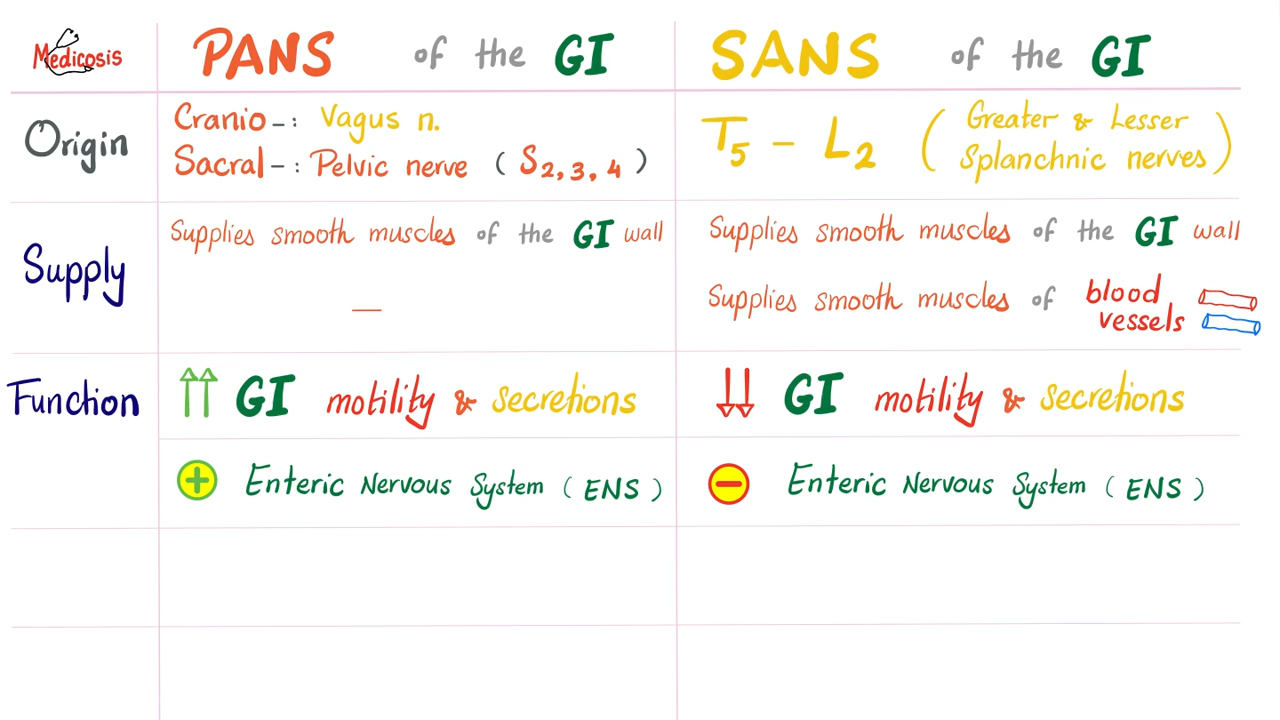 Medicosis
PANS of the GI
SANS of the GI
Origin
Cranio-: Vagus n.
Sacral-: Pelvic nerve (S2,3,4)
T5 - L2 (Greater & Lesser
Splanchnic nerves)
Supply
Supplies smooth muscles of the GI wall
—
Supplies smooth muscles of the GI wall
Supplies smooth muscles of blood
vessels
Function
↑↑ GI motility & secretions
↓↓ GI motility & secretions
+ Enteric Nervous System (ENS)
− Enteric Nervous System (ENS)